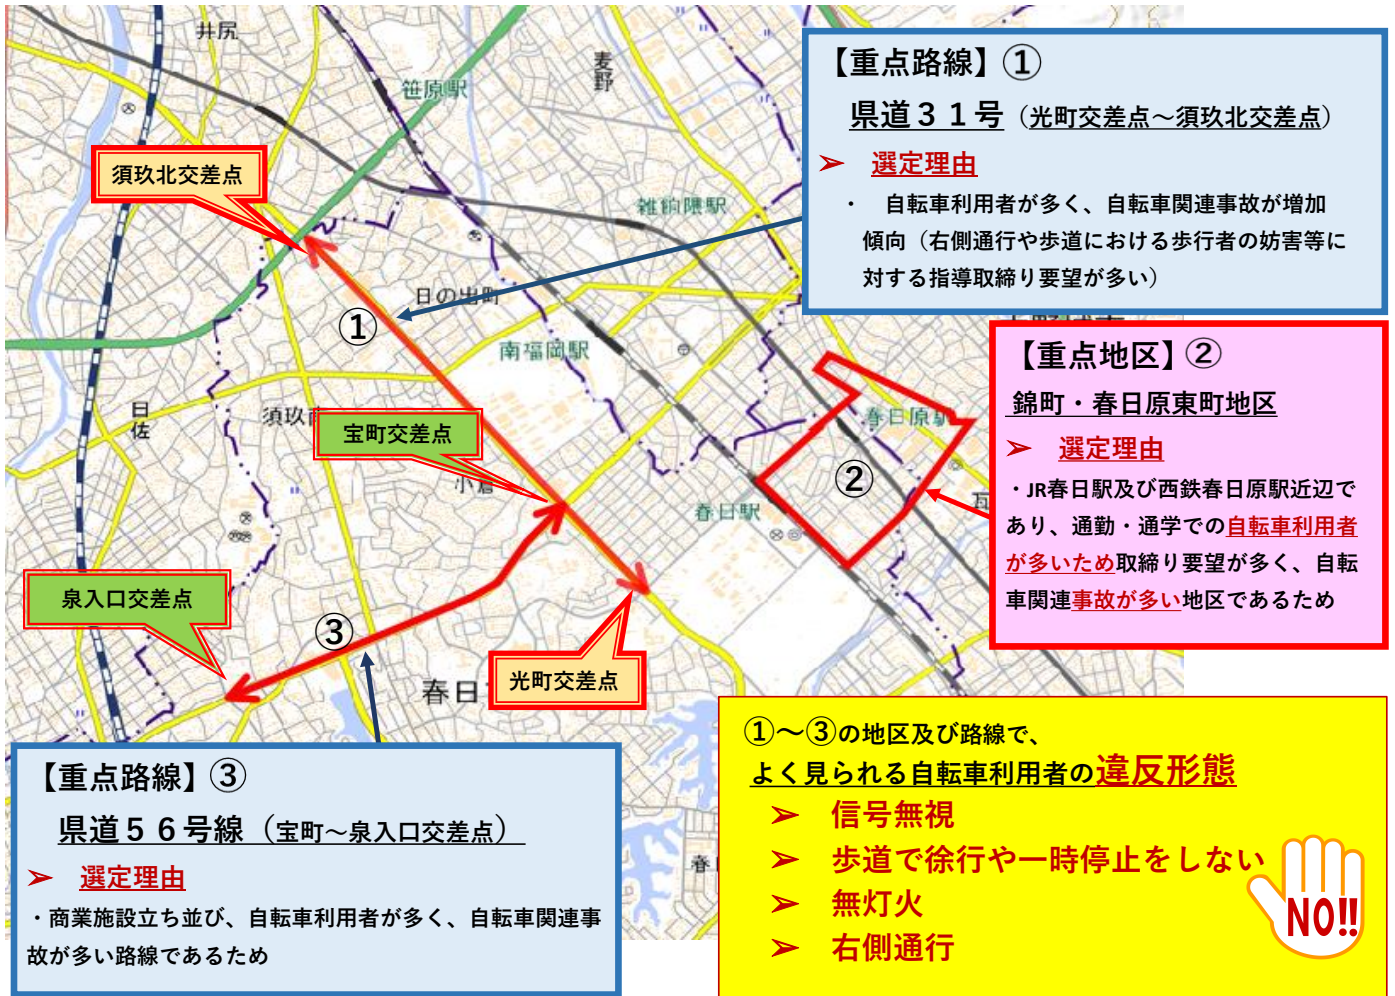 井尻
笹原駅
麦野
須玖北交差点
雑餉隈駅
日の出町
①
南福岡駅
日佐
須玖
宝町交差点
小倉
春日原駅
②
春日駅
泉入口交差点
③
光町交差点
春日
春日
【重点路線】①
県道３１号（光町交差点～須玖北交差点）
➢ 選定理由
・ 自転車利用者が多く、自転車関連事故が増加
傾向（右側通行や歩道における歩行者の妨害等に
対する指導取締り要望が多い）
【重点地区】②
錦町・春日原東町地区
➢ 選定理由
・JR春日駅及び西鉄春日原駅近辺で
あり、通勤・通学での自転車利用者
が多いため取締り要望が多く、自転
車関連事故が多い地区であるため
【重点路線】③
県道５６号線（宝町～泉入口交差点）
➢ 選定理由
・商業施設立ち並び、自転車利用者が多く、自転車関連事
故が多い路線であるため
①～③の地区及び路線で、
よく見られる自転車利用者の違反形態
➢ 信号無視
➢ 歩道で徐行や一時停止をしない
➢ 無灯火
➢ 右側通行
NO!!